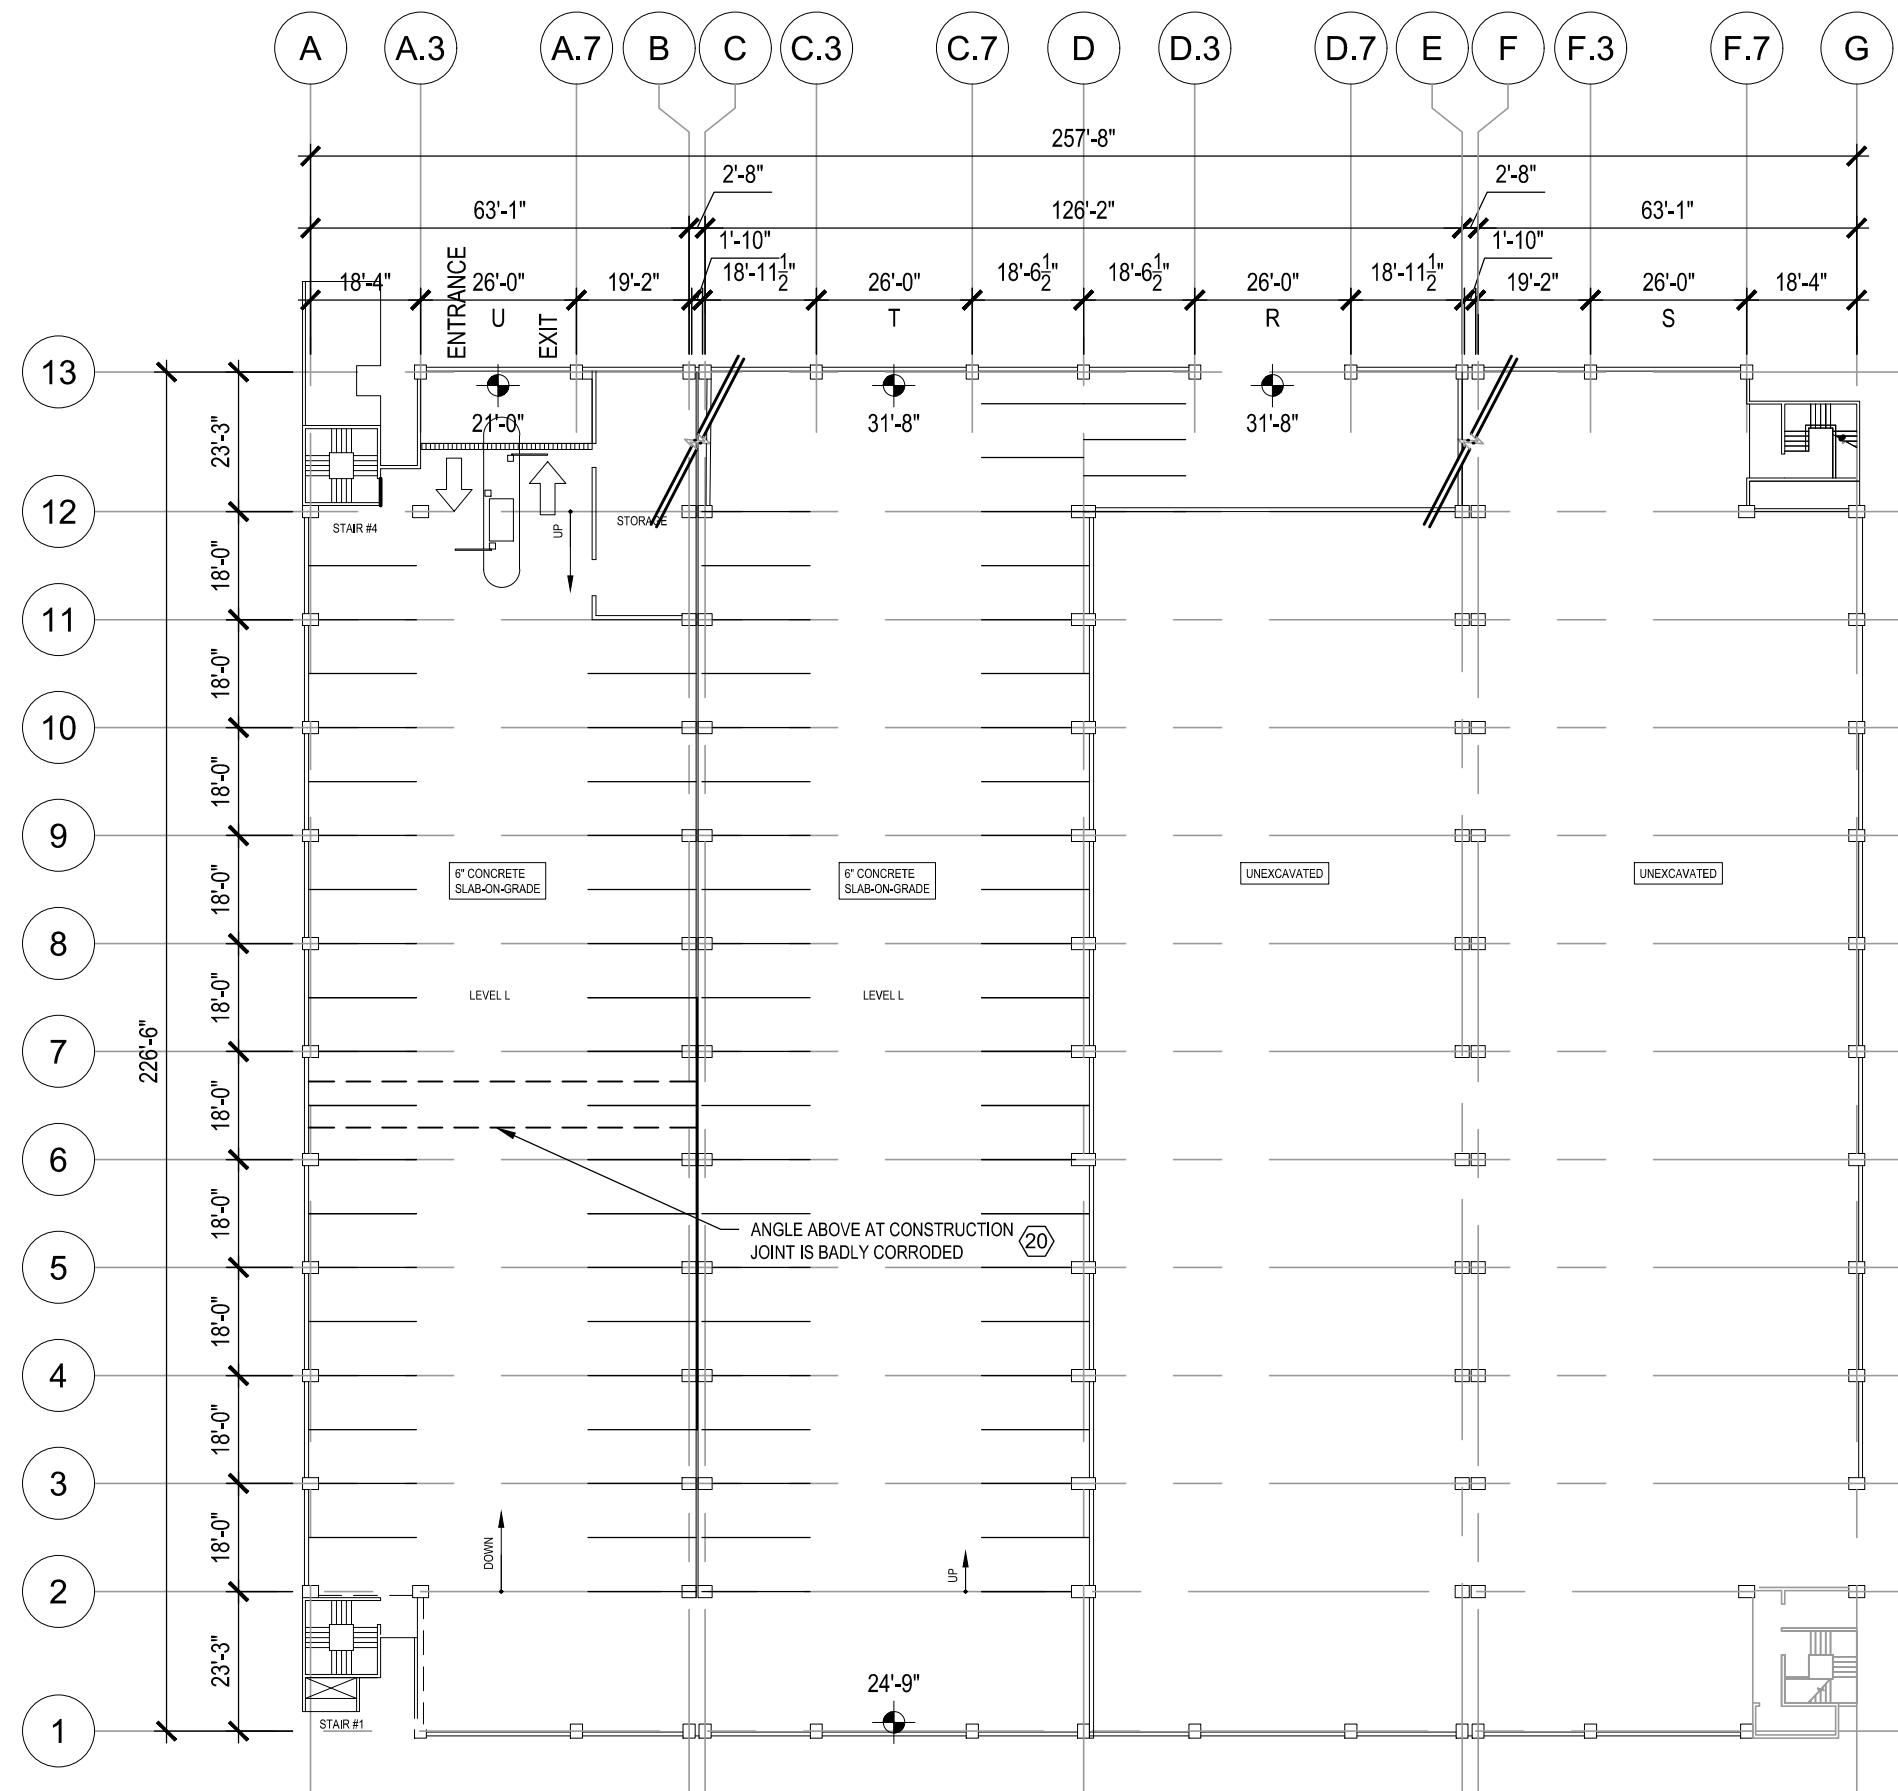 A A.3 A.7 B C C.3 C.7 D D.3 D.7 E F F.3 F.7 G
257'-8"
2'-8" 2'-8"
63'-1" 126'-2" 63'-1"
1'-10" 1'-10"
18'-4" 26'-0" 19'-2" 18'-11 1/2" 26'-0" 18'-6 1/2" 18'-6 1/2" 26'-0" 18'-11 1/2" 19'-2" 26'-0" 18'-4"
ENTRANCE
U
EXIT
T
R
S
13
21'-0" 31'-8" 31'-8"
23'-3"
12
STAIR #4
UP
STORAGE
18'-0"
11
18'-0"
10
18'-0"
9
6" CONCRETE
SLAB-ON-GRADE
6" CONCRETE
SLAB-ON-GRADE
UNEXCAVATED
UNEXCAVATED
18'-0"
8
LEVEL L
LEVEL L
18'-0"
7
226'-6"
18'-0"
6
18'-0"
ANGLE ABOVE AT CONSTRUCTION
JOINT IS BADLY CORRODED
20
5
18'-0"
4
18'-0"
3
18'-0"
DOWN
UP
2
23'-3"
24'-9"
STAIR #1
1